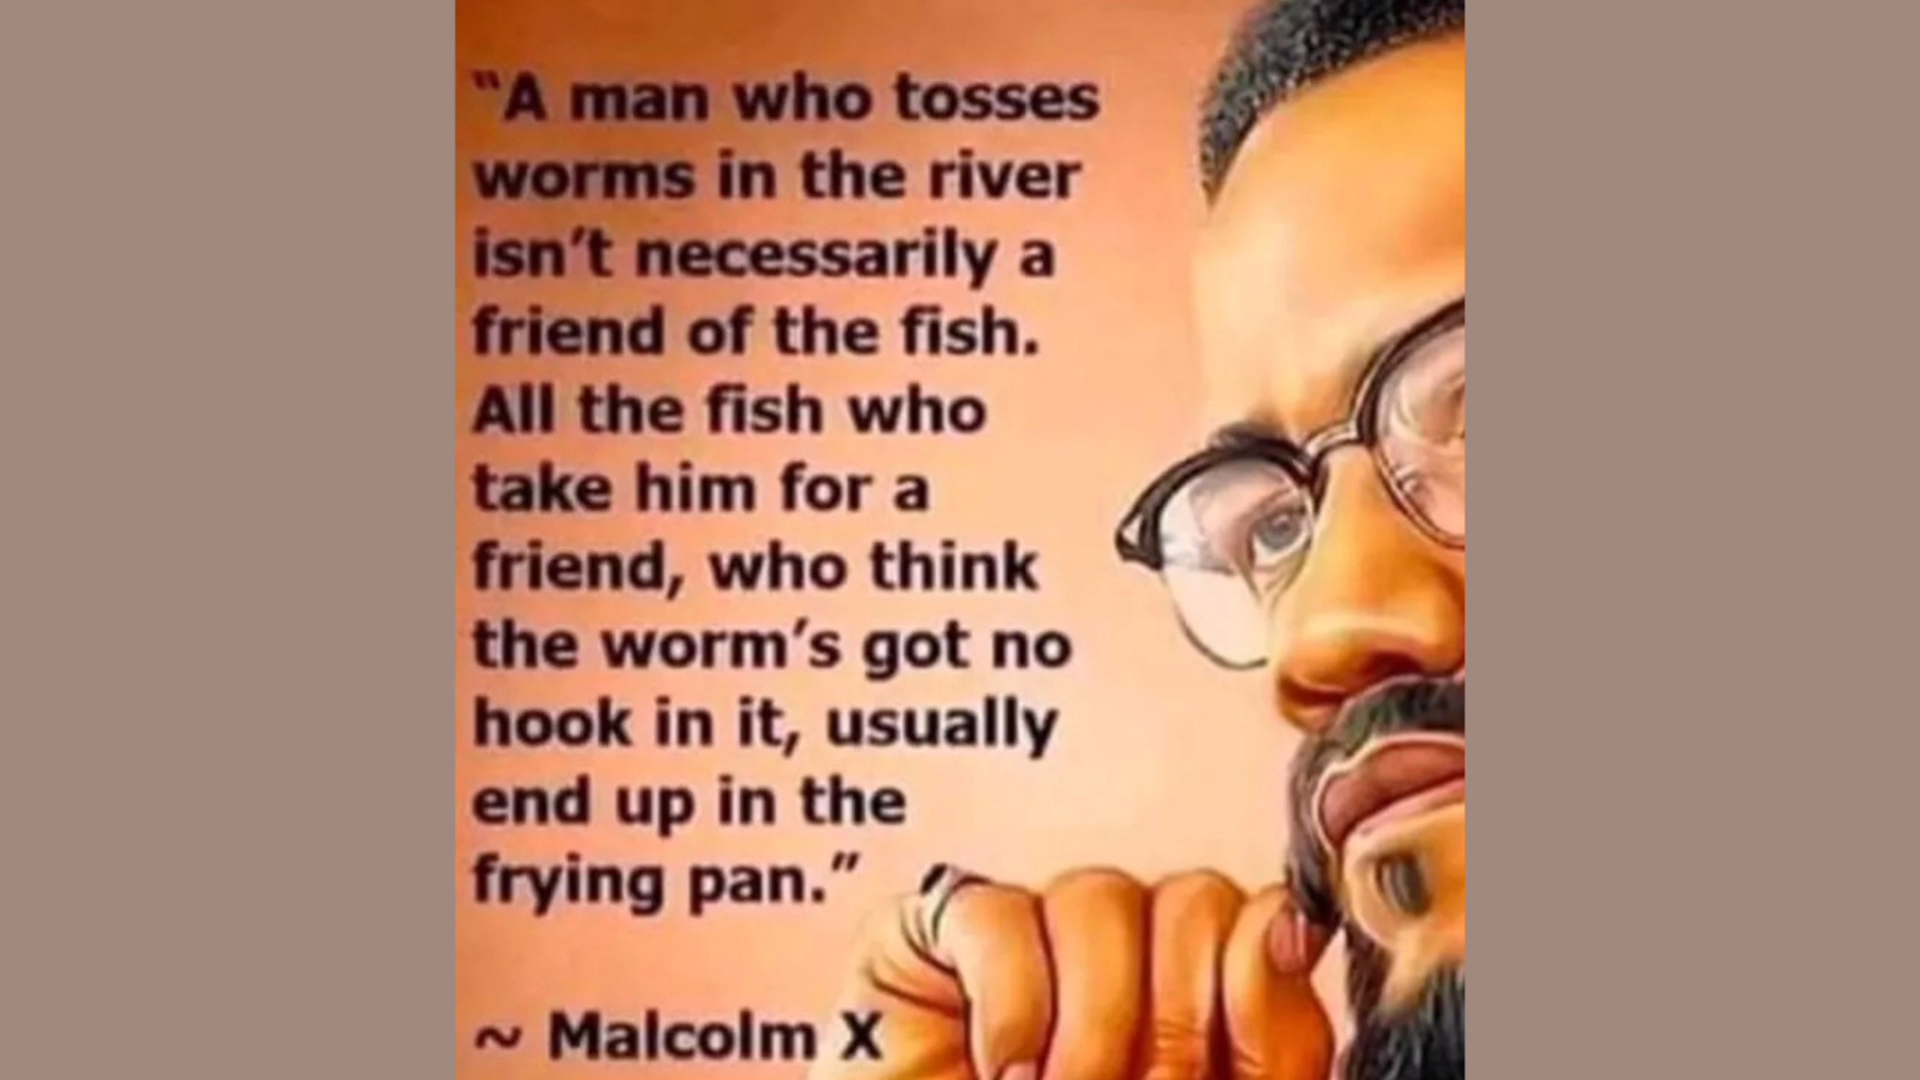 “A man who tosses
worms in the river
isn’t necessarily a
friend of the fish.
All the fish who
take him for a
friend, who think
the worm’s got no
hook in it, usually
end up in the
frying pan.”
~ Malcolm X